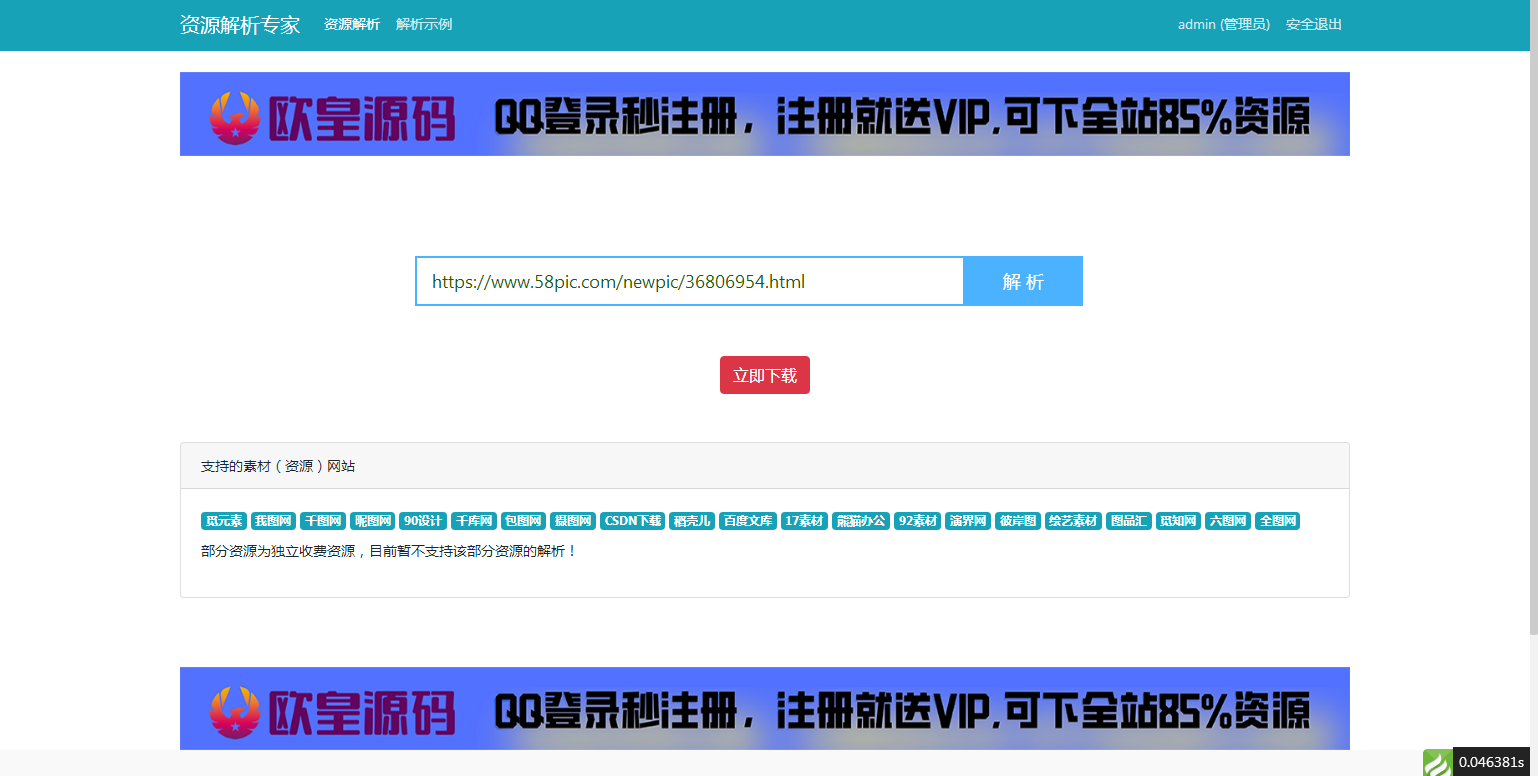 资源解析专家 资源解析 解析示例 admin (管理员) 安全退出
欧皇源码 QQ登录秒注册，注册就送VIP,可下全站85%资源
https://www.58pic.com/newpic/36806954.html 解 析
立即下载
支持的素材（资源）网站
觅元素 我图网 千图网 昵图网 90设计 千库网 包图网 摄图网 CSDN下载 稻壳儿 百度文库 17素材 熊猫办公 92素材 演界网 彼岸图 绘艺素材 图品汇 觅知网 六图网 全图网
部分资源为独立收费资源，目前暂不支持该部分资源的解析！
欧皇源码 QQ登录秒注册，注册就送VIP,可下全站85%资源
0.046381s